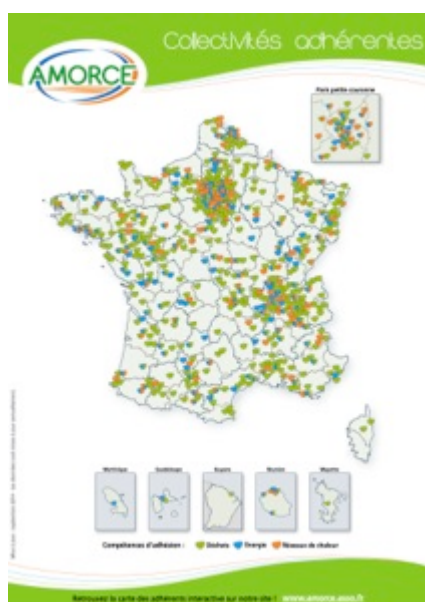 Collectivités adhérentes
AMORCE
Paris petite couronne
Martinique
Guadeloupe
Guyane
Réunion
Mayotte
Compétences d'adhésion : Déchets Energie Réseaux de chaleur
Retrouvez la carte des adhérents interactive sur notre site ! www.amorce.asso.fr